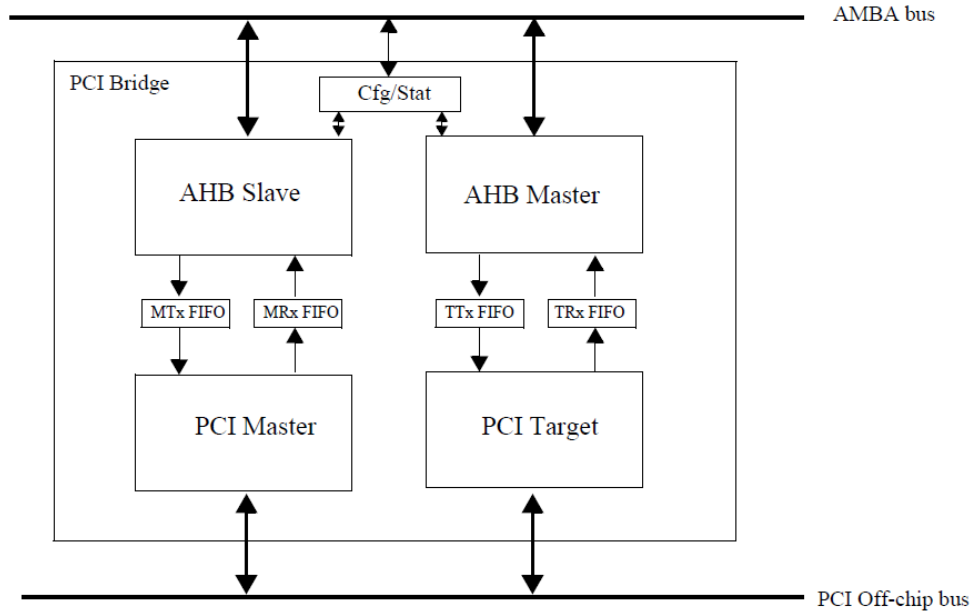 AMBA bus
PCI Bridge
Cfg/Stat
AHB Slave
AHB Master
MTx FIFO
MRx FIFO
TTx FIFO
TRx FIFO
PCI Master
PCI Target
PCI Off-chip bus